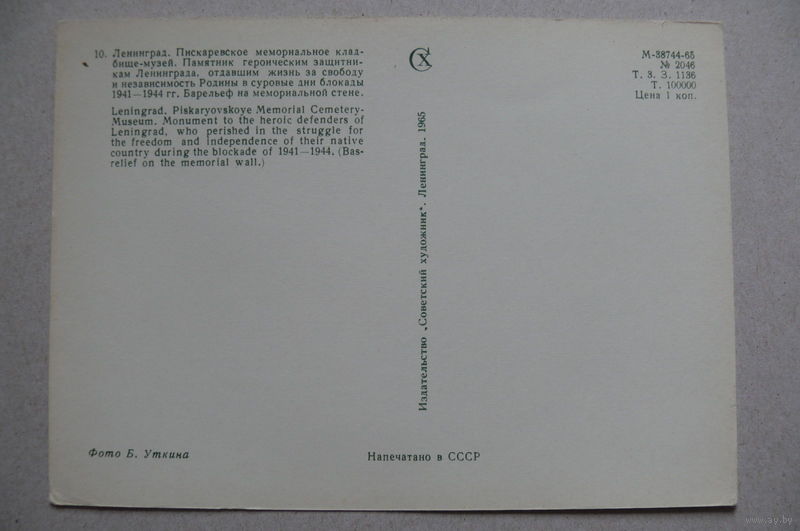 10. Ленинград. Пискаревское мемориальное клад-
бище-музей. Памятник героическим защитни-
кам Ленинграда, отдавшим жизнь за свободу
и независимость Родины в суровые дни блокады
1941—1944 гг. Барельеф на мемориальной стене.
Leningrad. Piskaryovskoye Memorial Cemetery-
Museum. Monument to the heroic defenders of
Leningrad, who perished in the struggle for
the freedom and independence of their native
country during the blockade of 1941—1944. (Bas-
relief on the memorial wall.)
СХ
М-38744-65
№ 2046
Т. З. З. 1136
Т. 100000
Цена 1 коп.
Издательство „Советский художник“. Ленинград. 1965
Фото Б. Уткина
Напечатано в СССР
www.ay.by